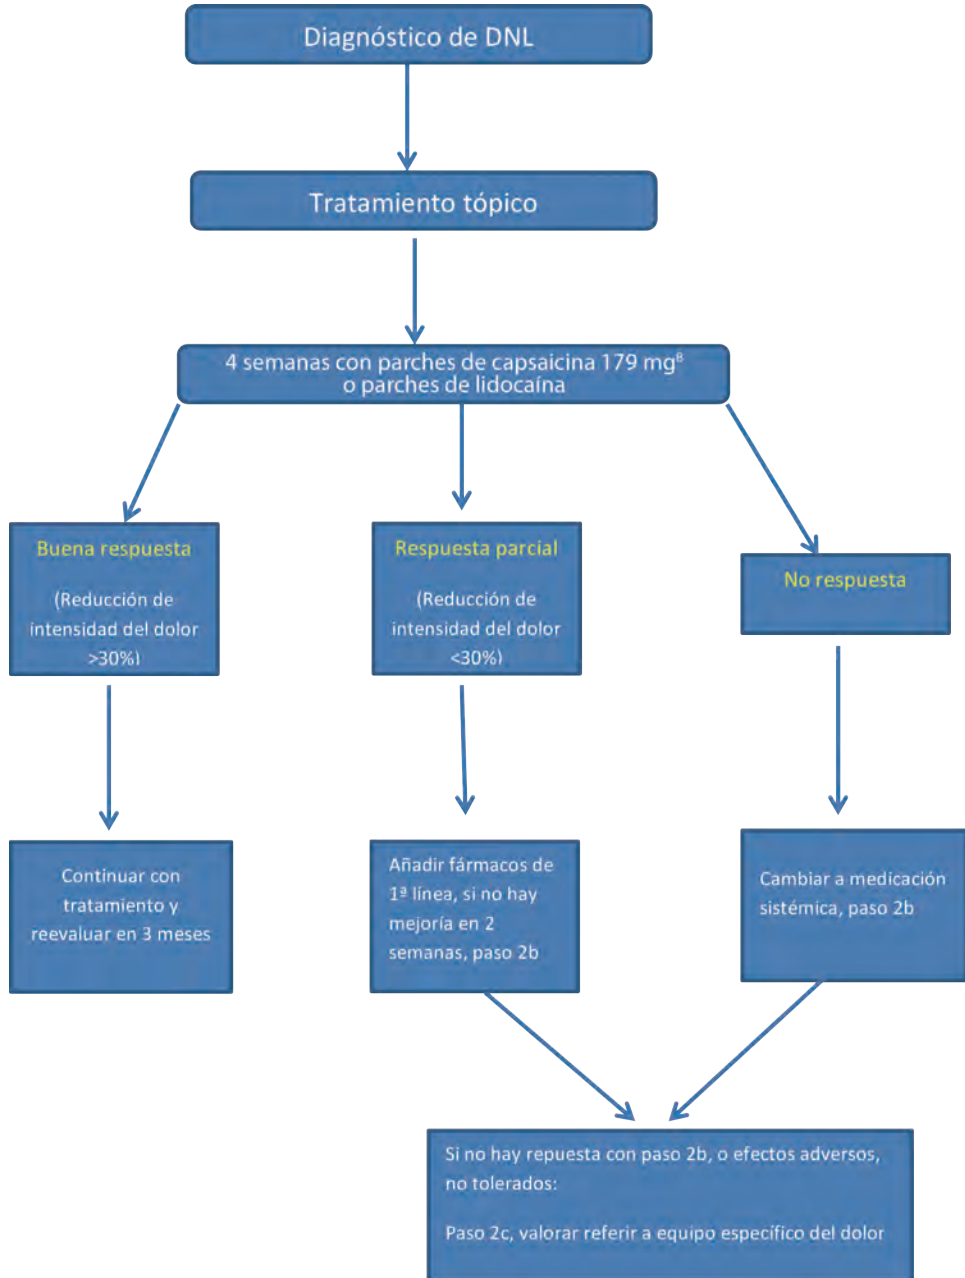 Diagnóstico de DNL
Tratamiento tópico
4 semanas con parches de capsaicina 179 mg⁸
o parches de lidocaína
Buena respuesta
(Reducción de
intensidad del dolor
>30%)
Respuesta parcial
(Reducción de
intensidad del dolor
<30%)
No respuesta
Continuar con
tratamiento y
reevaluar en 3 meses
Añadir fármacos de
1ª línea, si no hay
mejoría en 2
semanas, paso 2b
Cambiar a medicación
sistémica, paso 2b
Si no hay repuesta con paso 2b, o efectos adversos,
no tolerados:
Paso 2c, valorar referir a equipo específico del dolor